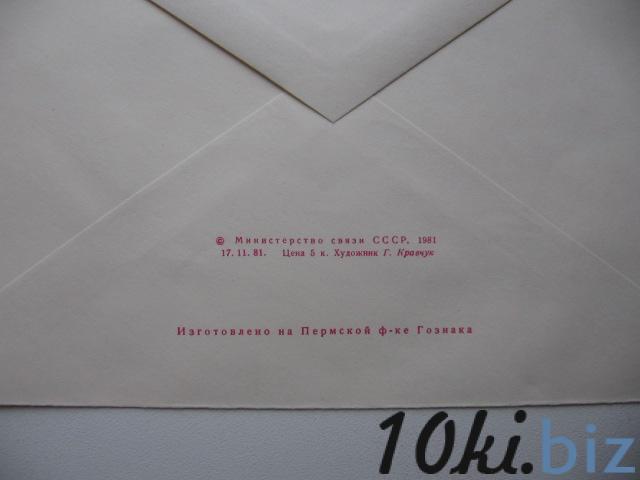 © Министерство связи СССР, 1981
17.11.81. Цена 5 к. Художник Г. Кравчук
Изготовлено на Пермской ф-ке Гознака
10ki.biz